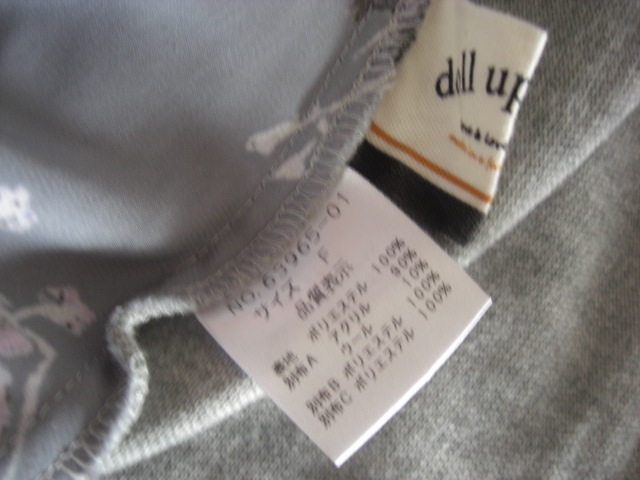 doll up
NO.63965-01
サイズ F
品質表示
表地 ポリエステル 100%
別布A アクリル 90%
ウール 10%
別布B ポリエステル 100%
別布C ポリエステル 100%